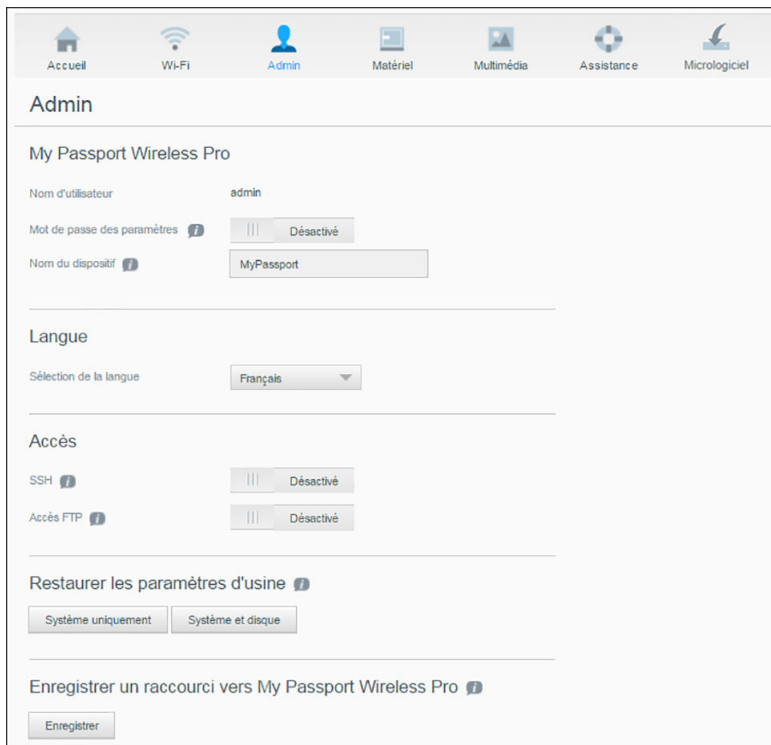 Accueil Wi-Fi Admin Matériel Multimédia Assistance Micrologiciel
Admin
My Passport Wireless Pro
Nom d'utilisateur admin
Mot de passe des paramètres Désactivé
Nom du dispositif MyPassport
Langue
Sélection de la langue Français
Accès
SSH Désactivé
Accès FTP Désactivé
Restaurer les paramètres d'usine
Système uniquement Système et disque
Enregistrer un raccourci vers My Passport Wireless Pro
Enregistrer